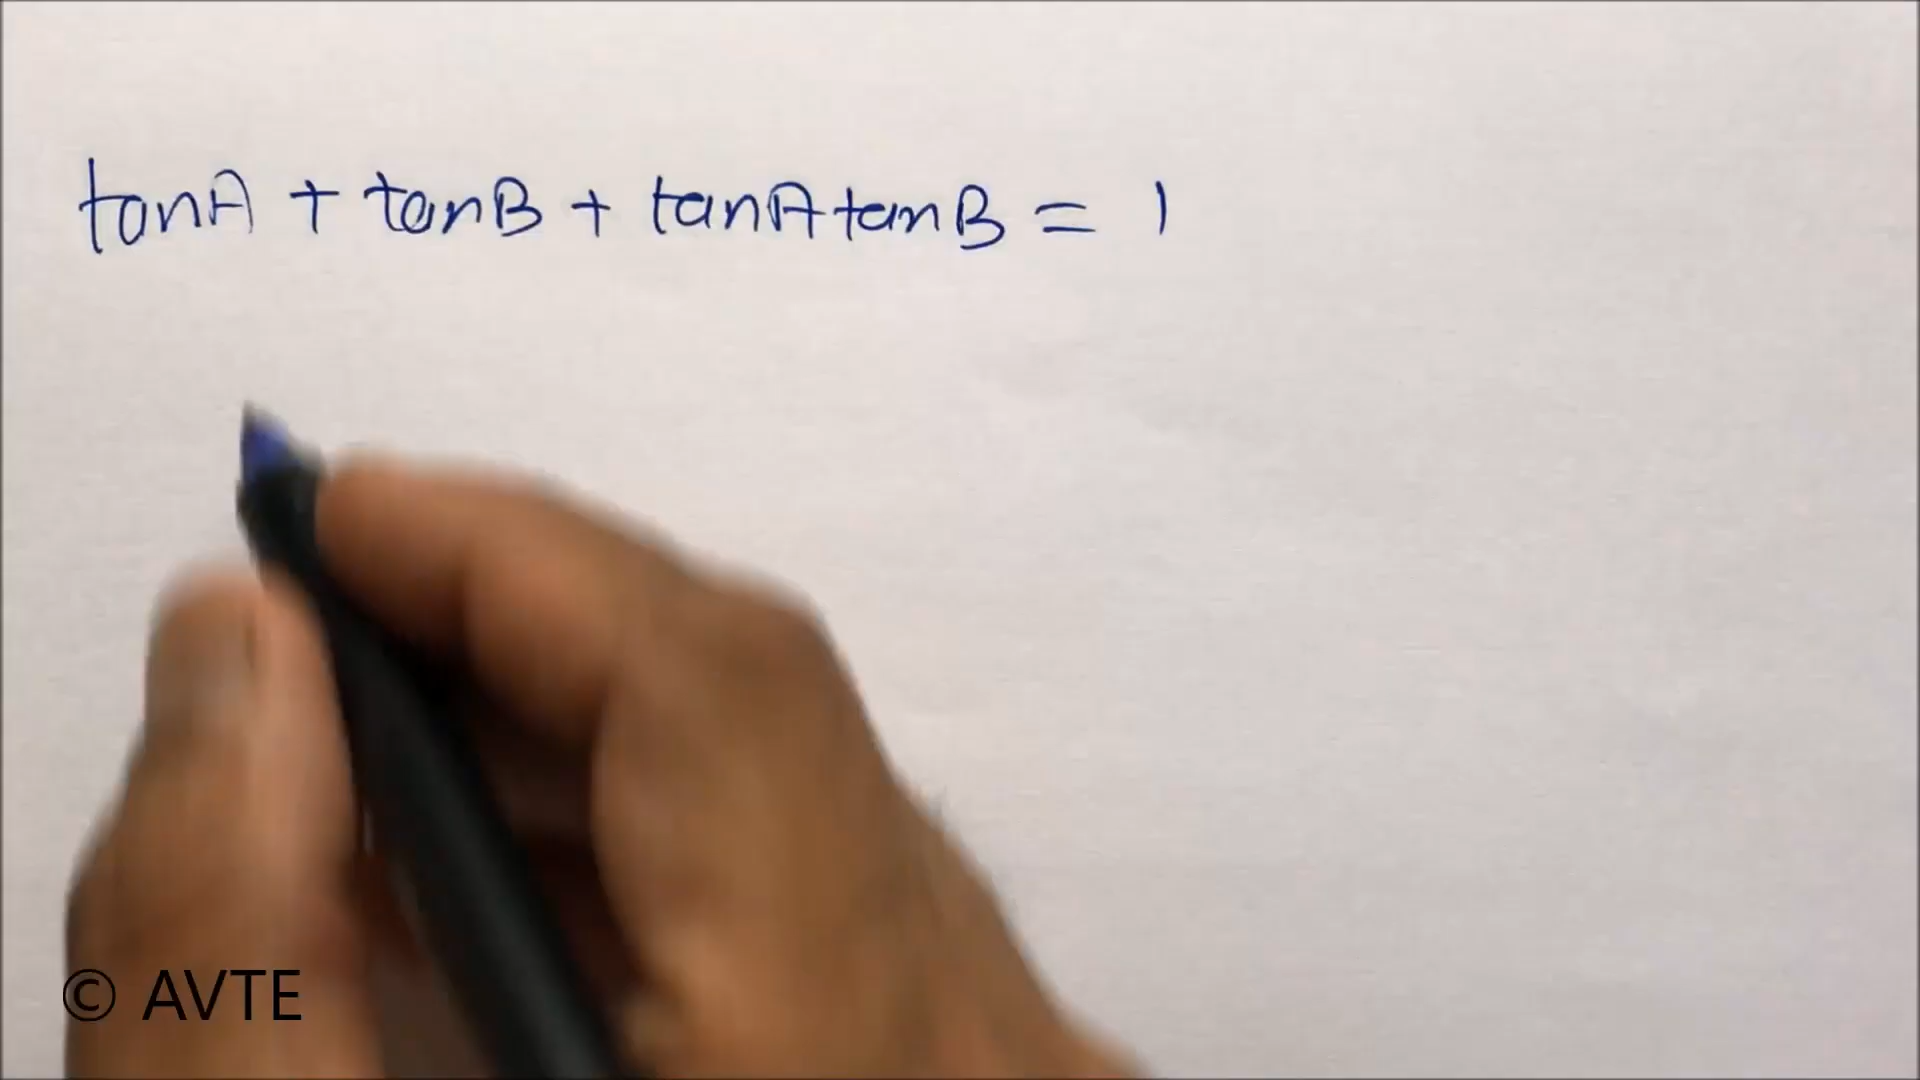 tanA + tanB + tanA tanB = 1
© AVTE